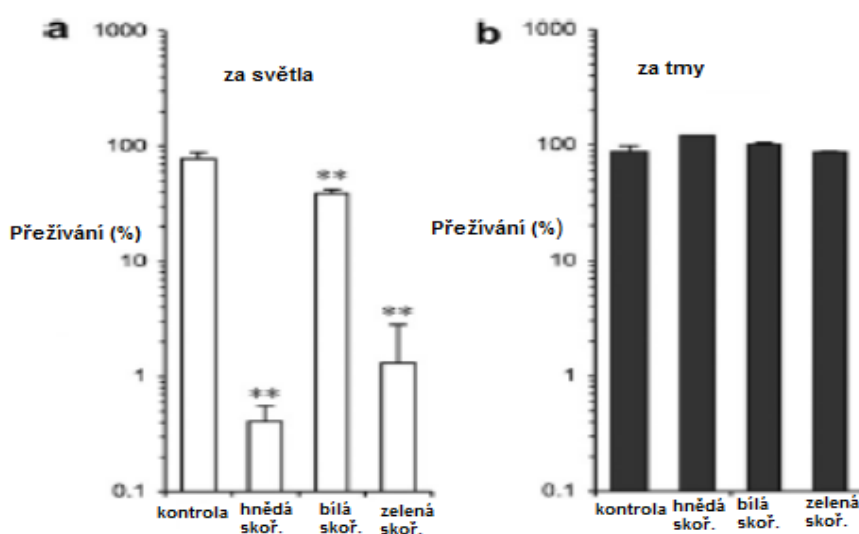 a
1000
100
10
1
0.1
Přežívání (%)
za světla
**
**
**
kontrola
hnědá
skoř.
bílá
skoř.
zelená
skoř.
b
1000
100
10
1
0.1
Přežívání (%)
za tmy
kontrola
hnědá
skoř.
bílá
skoř.
zelená
skoř.